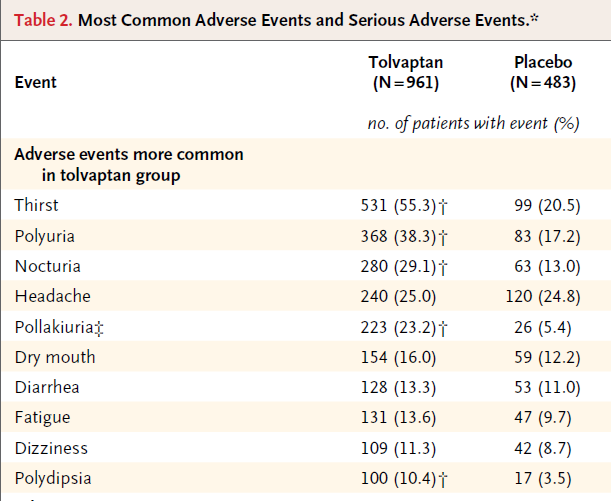 Table 2. Most Common Adverse Events and Serious Adverse Events.*
Event Tolvaptan (N=961) Placebo (N=483)
no. of patients with event (%)
Adverse events more common
in tolvaptan group
Thirst 531 (55.3)† 99 (20.5)
Polyuria 368 (38.3)† 83 (17.2)
Nocturia 280 (29.1)† 63 (13.0)
Headache 240 (25.0) 120 (24.8)
Pollakiuria‡ 223 (23.2)† 26 (5.4)
Dry mouth 154 (16.0) 59 (12.2)
Diarrhea 128 (13.3) 53 (11.0)
Fatigue 131 (13.6) 47 (9.7)
Dizziness 109 (11.3) 42 (8.7)
Polydipsia 100 (10.4)† 17 (3.5)